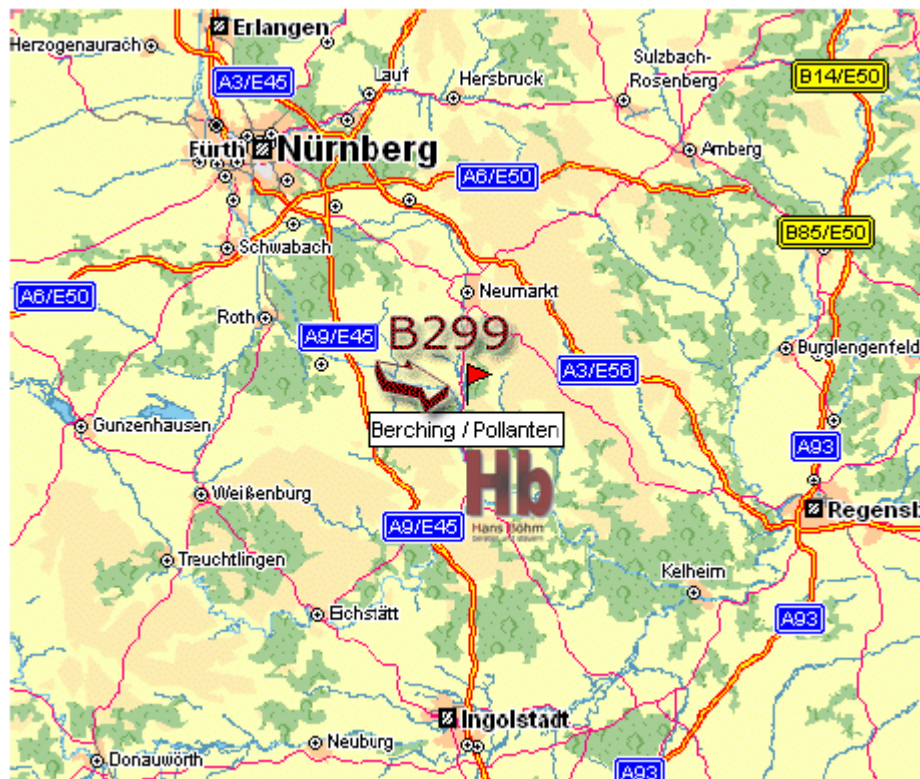 Erlangen
Herzogenaurach
A3/E45
Lauf
Hersbruck
Sulzbach-
Rosenberg
B14/E50
Fürth
Nürnberg
Amberg
A6/E50
B85/E50
Schwabach
A6/E50
Neumarkt
Roth
A9/E45
B299
Burglengenfeld
A3/E56
Berching / Pollanten
Gunzenhausen
A93
Hb
Weißenburg
Hans Böhm
Regensb
A9/E45
Treuchtlingen
Kelheim
Eichstätt
A93
Ingolstadt
Neuburg
Donauwörth
A93